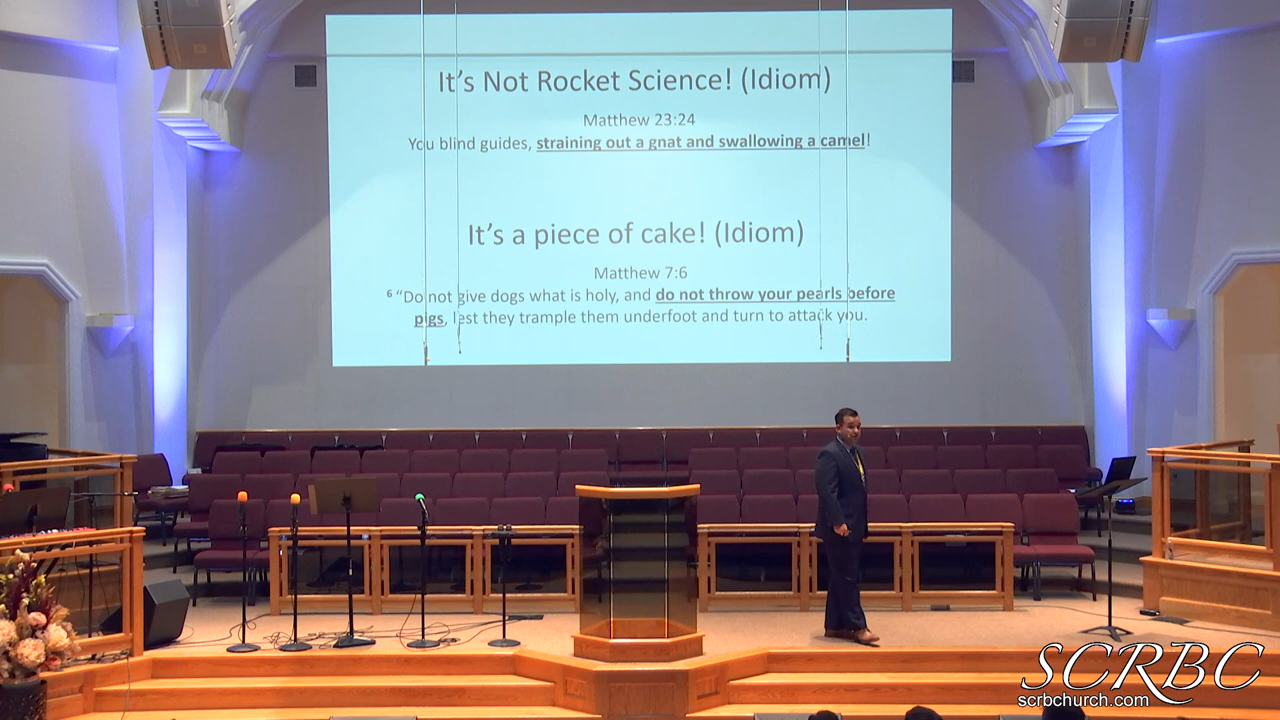 It's Not Rocket Science! (Idiom)
Matthew 23:24
You blind guides, straining out a gnat and swallowing a camel!
It's a piece of cake! (Idiom)
Matthew 7:6
6 “Do not give dogs what is holy, and do not throw your pearls before
pigs, lest they trample them underfoot and turn to attack you.
SCRBC
scrbchurch.com